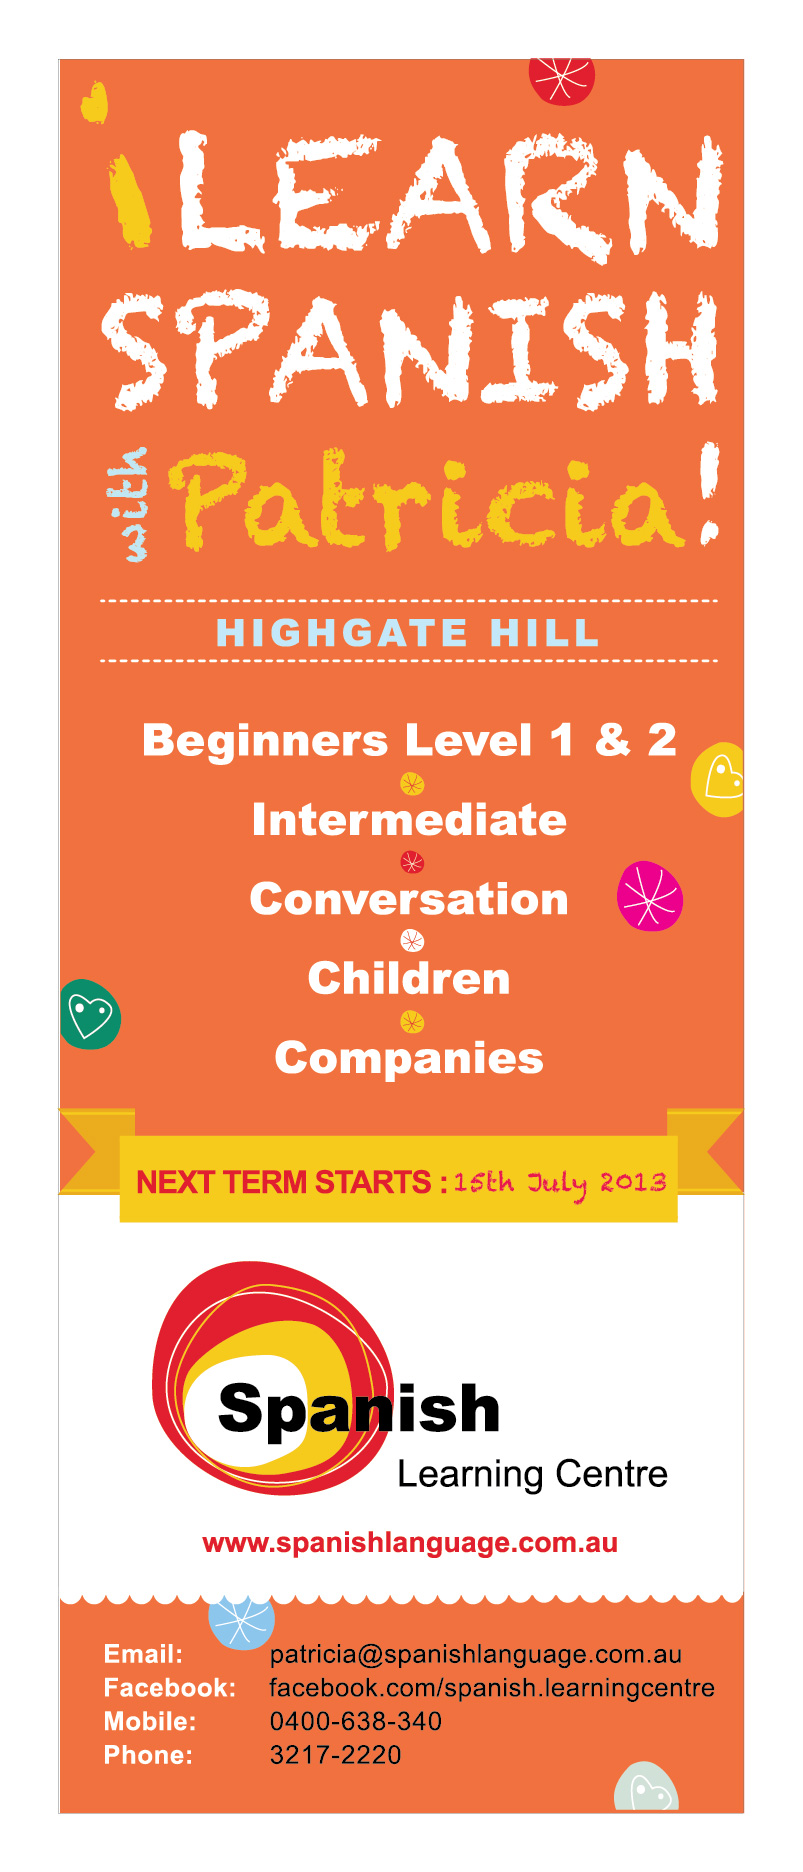 ¡LEARN
SPANISH
with Patricia!
HIGHGATE HILL
Beginners Level 1 & 2
Intermediate
Conversation
Children
Companies
NEXT TERM STARTS : 15th July 2013
Spanish
Learning Centre
www.spanishlanguage.com.au
Email: patricia@spanishlanguage.com.au
Facebook: facebook.com/spanish.learningcentre
Mobile: 0400-638-340
Phone: 3217-2220